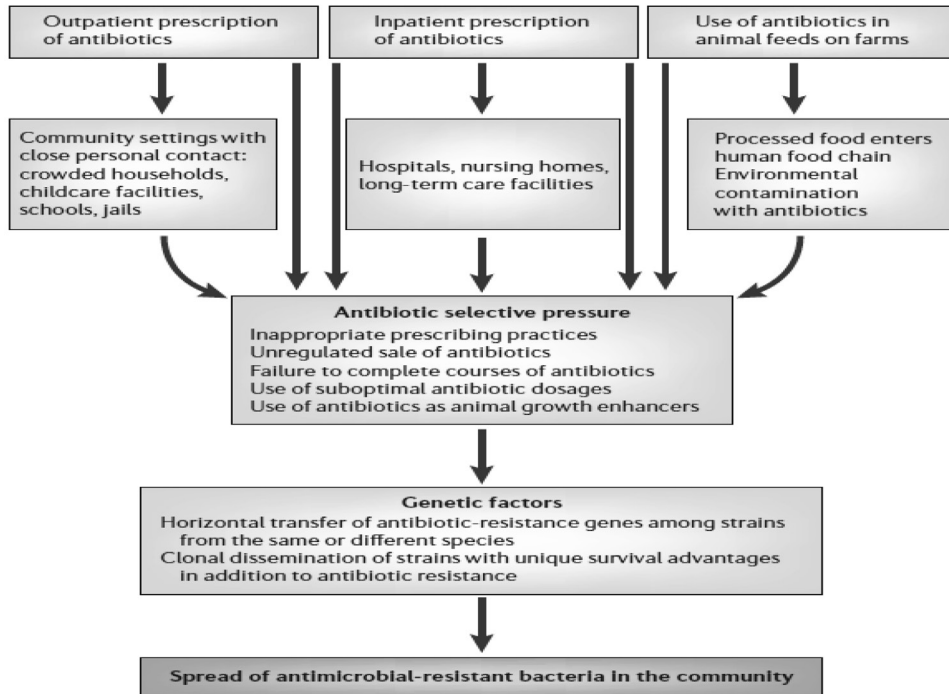 Outpatient prescription
of antibiotics
Inpatient prescription
of antibiotics
Use of antibiotics in
animal feeds on farms
Community settings with
close personal contact:
crowded households,
childcare facilities,
schools, jails
Hospitals, nursing homes,
long-term care facilities
Processed food enters
human food chain
Environmental
contamination
with antibiotics
Antibiotic selective pressure
Inappropriate prescribing practices
Unregulated sale of antibiotics
Failure to complete courses of antibiotics
Use of suboptimal antibiotic dosages
Use of antibiotics as animal growth enhancers
Genetic factors
Horizontal transfer of antibiotic-resistance genes among strains
from the same or different species
Clonal dissemination of strains with unique survival advantages
in addition to antibiotic resistance
Spread of antimicrobial-resistant bacteria in the community